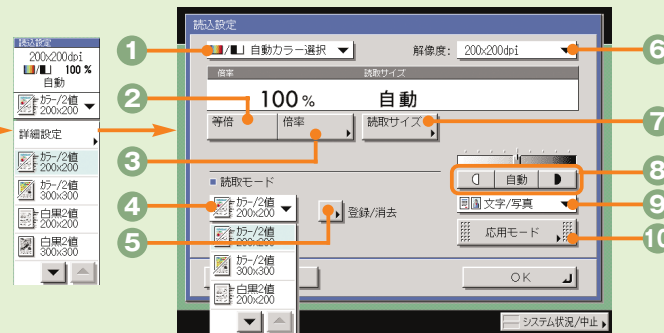 読込設定
200x200dpi
100 %
自動
カラー/2値
200x200
詳細設定
カラー/2値
200x200
カラー/2値
300x300
白黒2値
200x200
白黒2値
300x300
読込設定
1
自動カラー選択
解像度:
200x200dpi
6
倍率
読取サイズ
100 %
自動
2
等倍
倍率
読取サイズ
7
3
8
自動
読取モード
4
カラー/2値
200x200
文字/写真
9
5
登録/消去
応用モード
10
カラー/2値
200x200
カラー/2値
300x300
白黒2値
200x200
OK
システム状況/中止